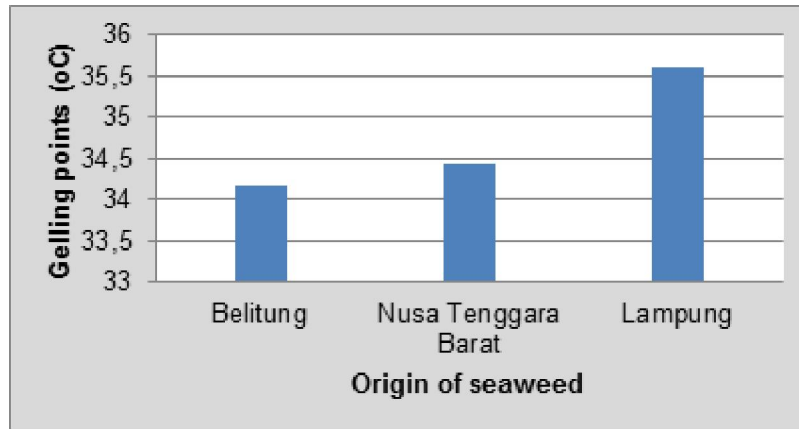 Gelling points (oC)
36
35,5
35
34,5
34
33,5
33
Belitung
Nusa Tenggara
Barat
Lampung
Origin of seaweed